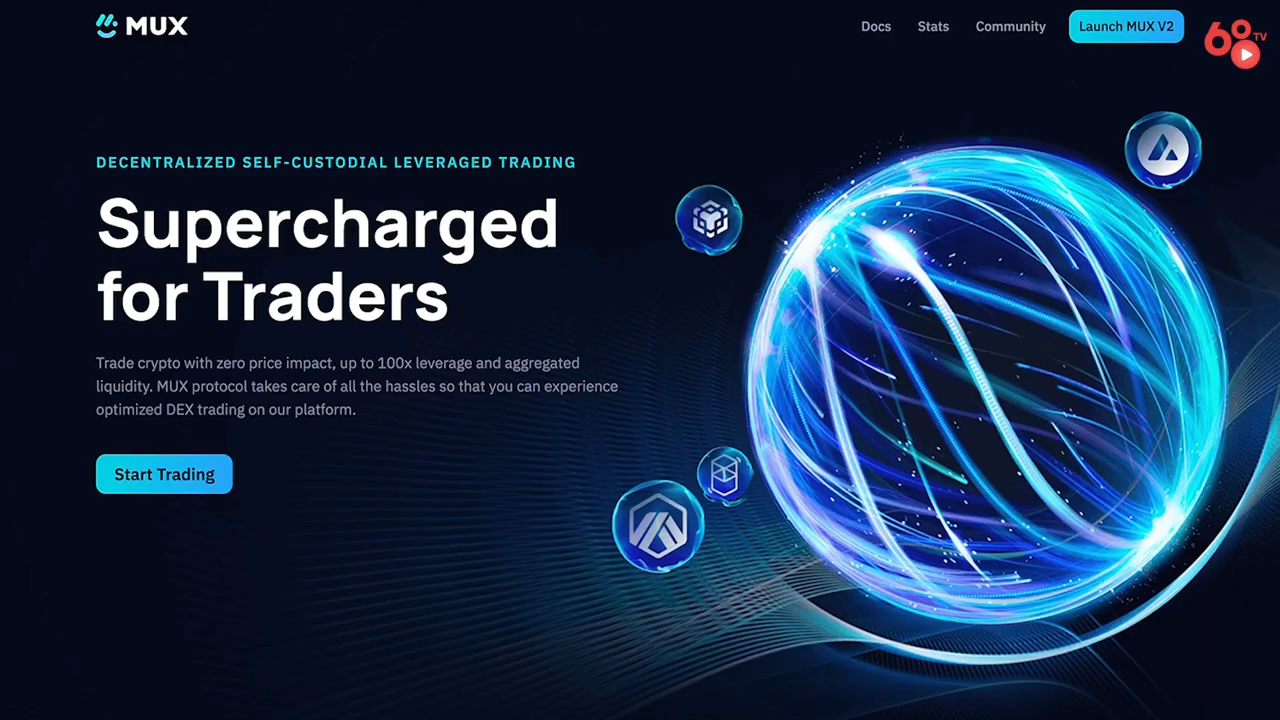 MUX
Docs
Stats
Community
Launch MUX V2
60 TV
DECENTRALIZED SELF-CUSTODIAL LEVERAGED TRADING
Supercharged
for Traders
Trade crypto with zero price impact, up to 100x leverage and aggregated
liquidity. MUX protocol takes care of all the hassles so that you can experience
optimized DEX trading on our platform.
Start Trading